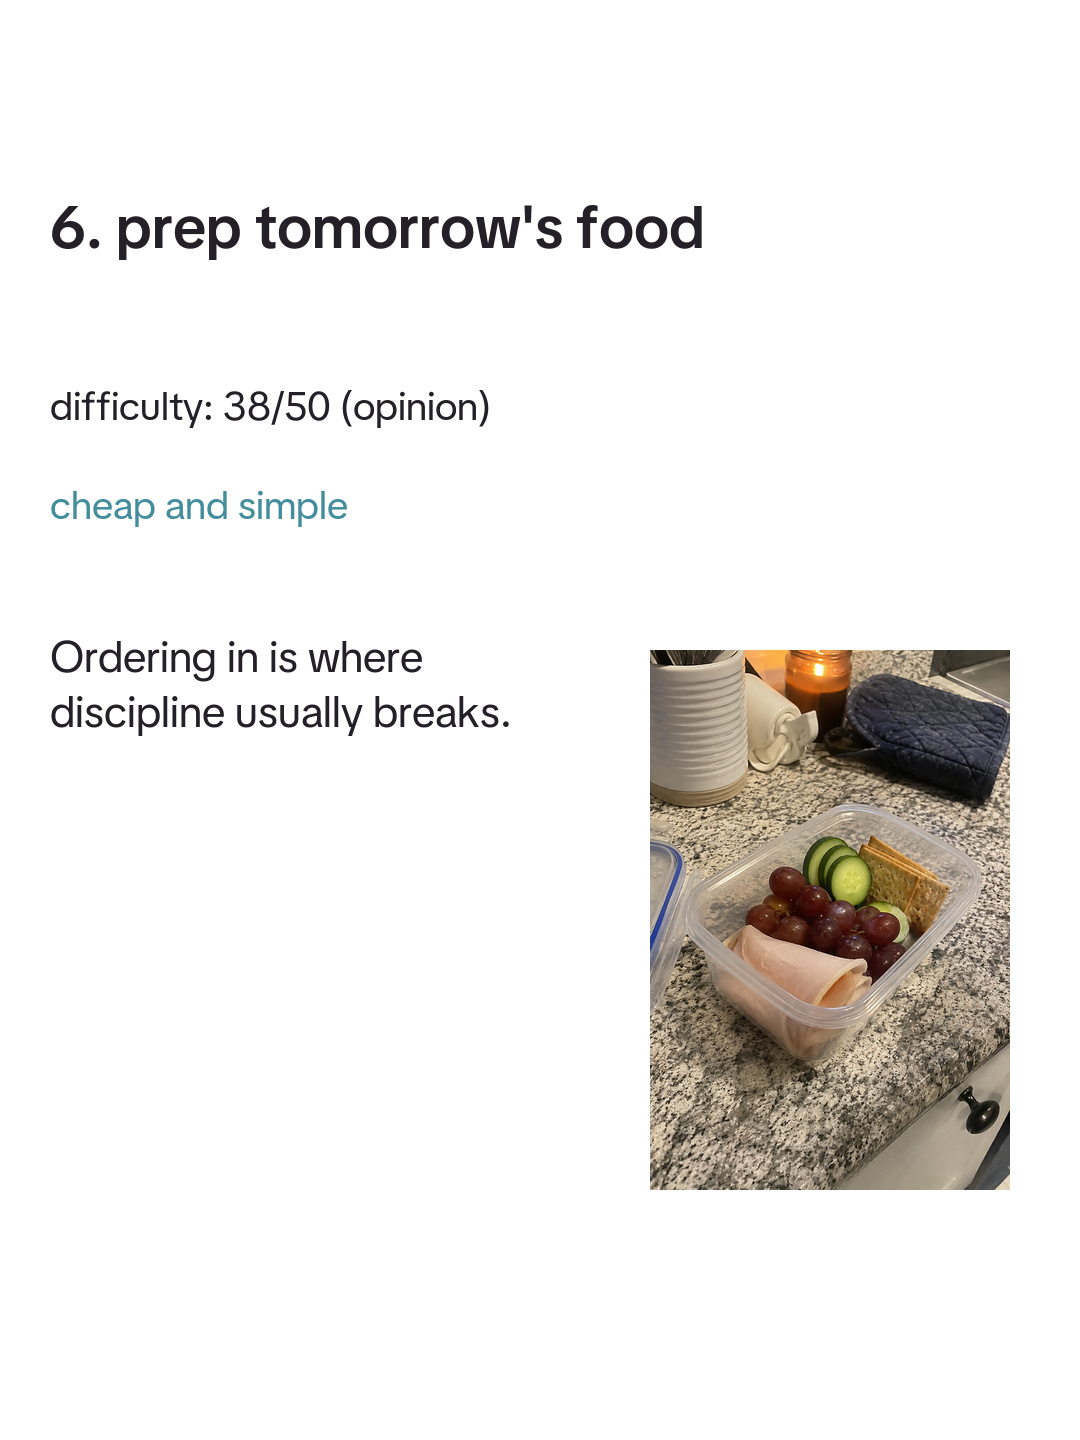 6. prep tomorrow's food
difficulty: 38/50 (opinion)
cheap and simple
Ordering in is where
discipline usually breaks.